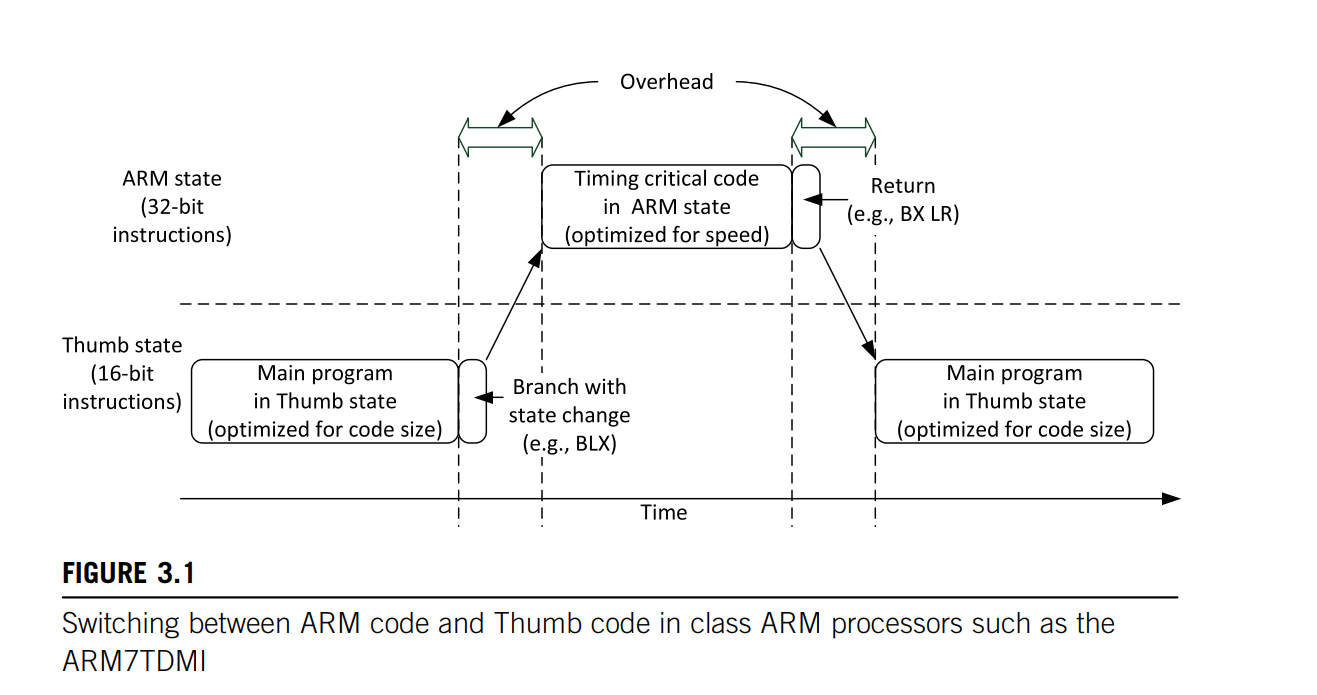 Overhead
ARM state
(32-bit
instructions)
Timing critical code
in ARM state
(optimized for speed)
Return
(e.g., BX LR)
Thumb state
(16-bit
instructions)
Main program
in Thumb state
(optimized for code size)
Branch with
state change
(e.g., BLX)
Main program
in Thumb state
(optimized for code size)
Time
FIGURE 3.1
Switching between ARM code and Thumb code in class ARM processors such as the
ARM7TDMI